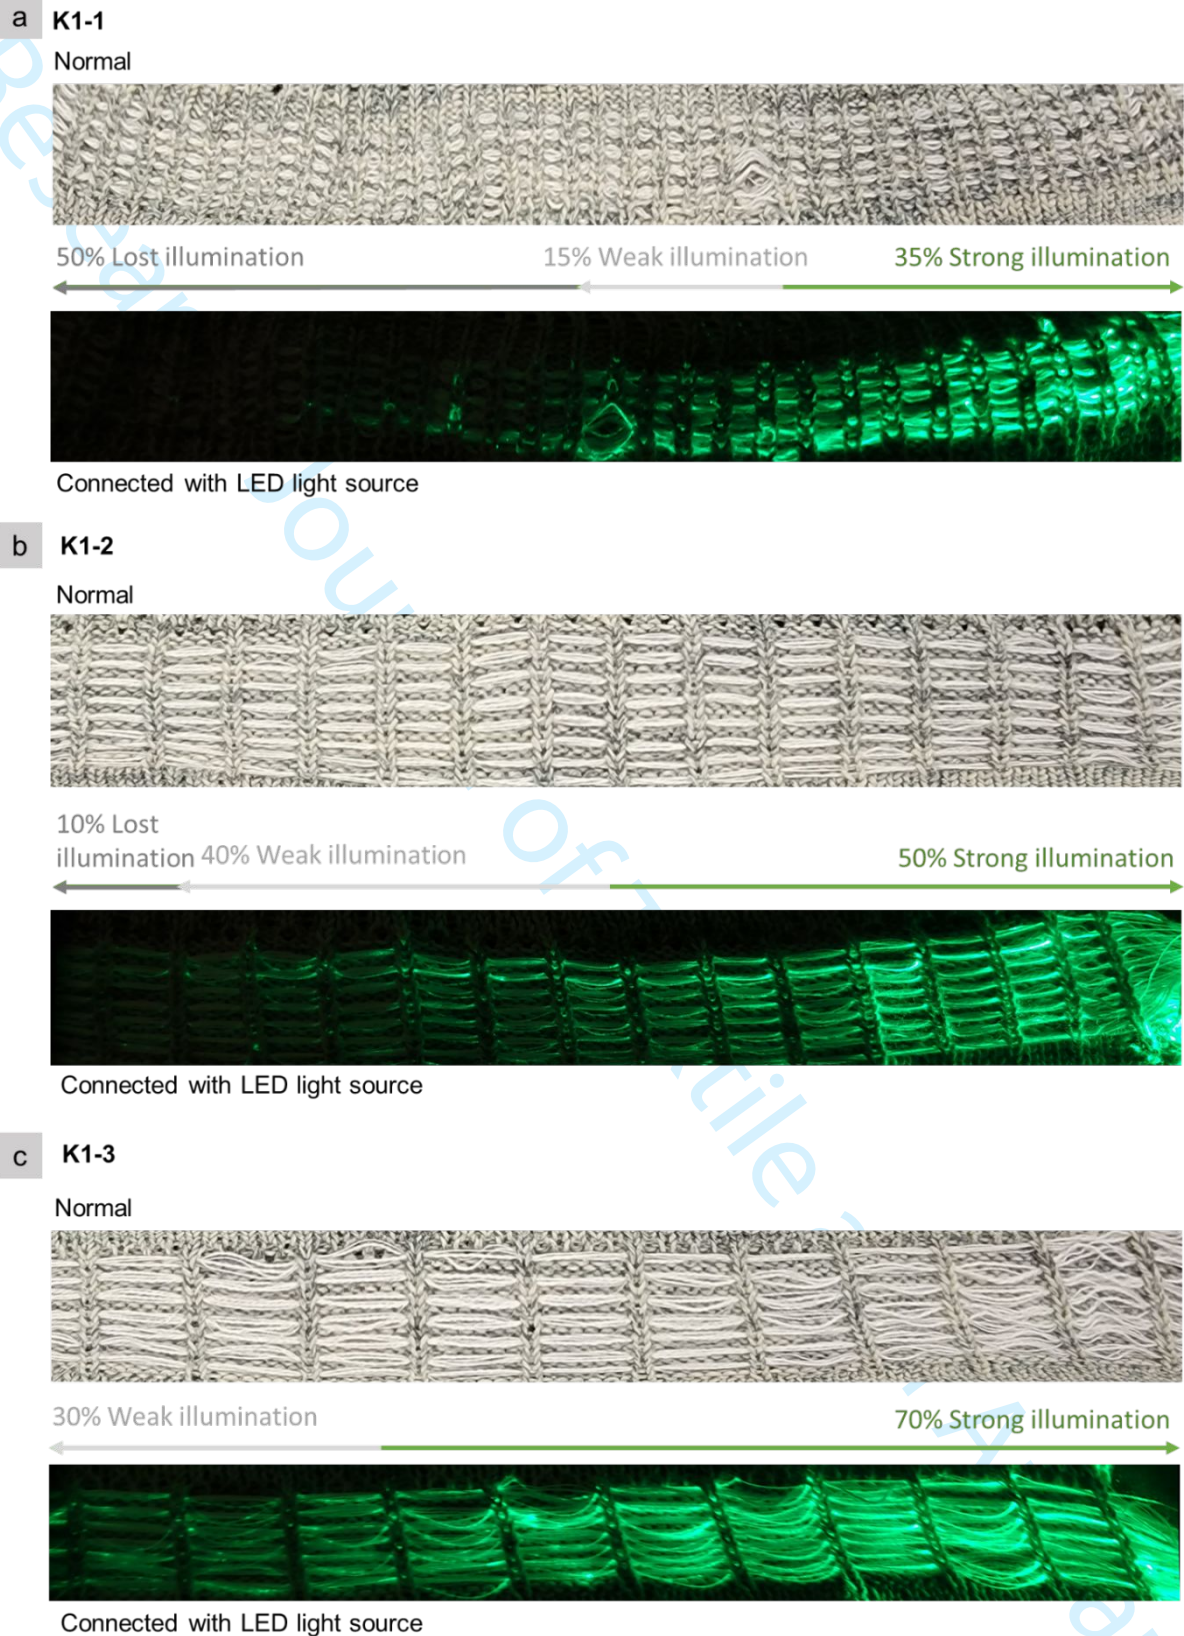 a K1-1
Normal
50% Lost illumination 15% Weak illumination 35% Strong illumination
Connected with LED light source
b K1-2
Normal
10% Lost
illumination 40% Weak illumination 50% Strong illumination
Connected with LED light source
c K1-3
Normal
30% Weak illumination 70% Strong illumination
Connected with LED light source